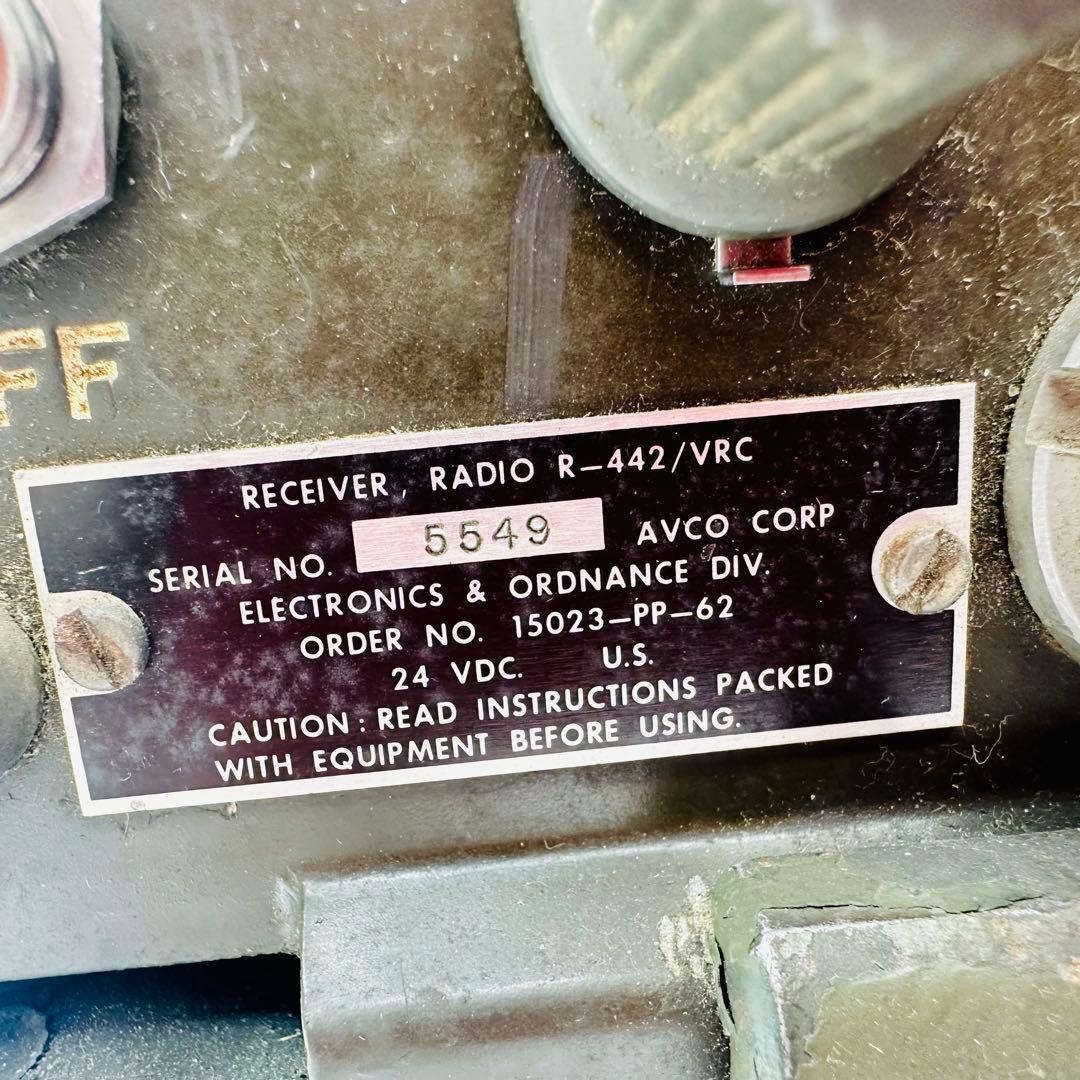 FF
RECEIVER, RADIO R-442/VRC
SERIAL NO. 5549 AVCO CORP
ELECTRONICS & ORDNANCE DIV.
ORDER NO. 15023-PP-62
24 VDC. U.S.
CAUTION: READ INSTRUCTIONS PACKED
WITH EQUIPMENT BEFORE USING.